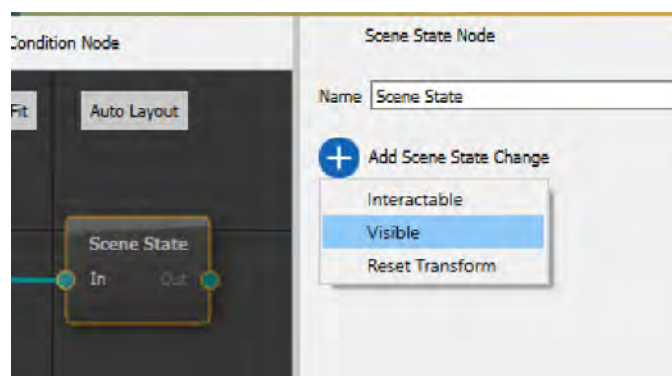 Condition Node
Fit
Auto Layout
Scene State
In
Out
Scene State Node
Name
Scene State
Add Scene State Change
Interactable
Visible
Reset Transform